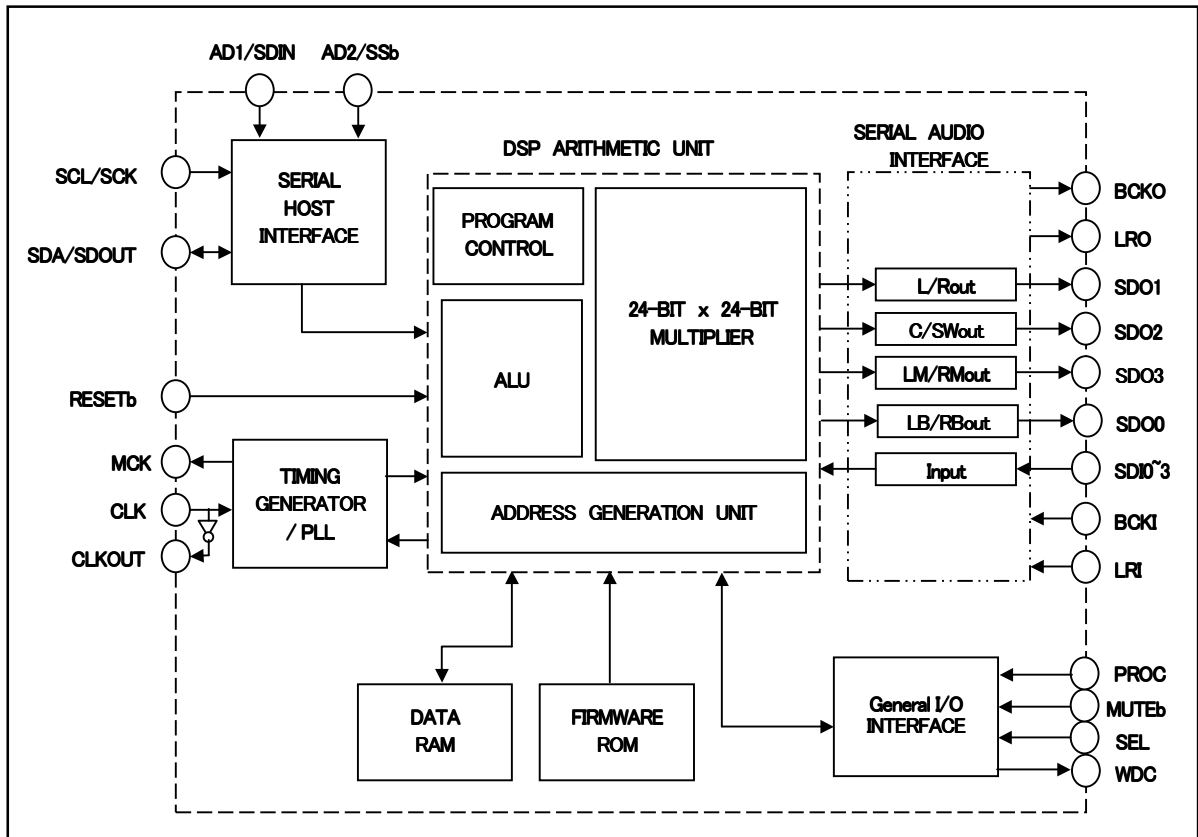 AD1/SDIN
AD2/SSb
SCL/SCK
SDA/SDOUT
SERIAL
HOST
INTERFACE
RESETb
MCK
CLK
CLKOUT
TIMING
GENERATOR
/ PLL
DSP ARITHMETIC UNIT
PROGRAM
CONTROL
ALU
24-BIT x 24-BIT
MULTIPLIER
ADDRESS GENERATION UNIT
SERIAL AUDIO
INTERFACE
L/Rout
C/SWout
LM/RMout
LB/RBout
Input
BCKO
LRO
SDO1
SDO2
SDO3
SDO0
SDI0~3
BCKI
LRI
DATA
RAM
FIRMWARE
ROM
General I/O
INTERFACE
PROC
MUTEb
SEL
WDC